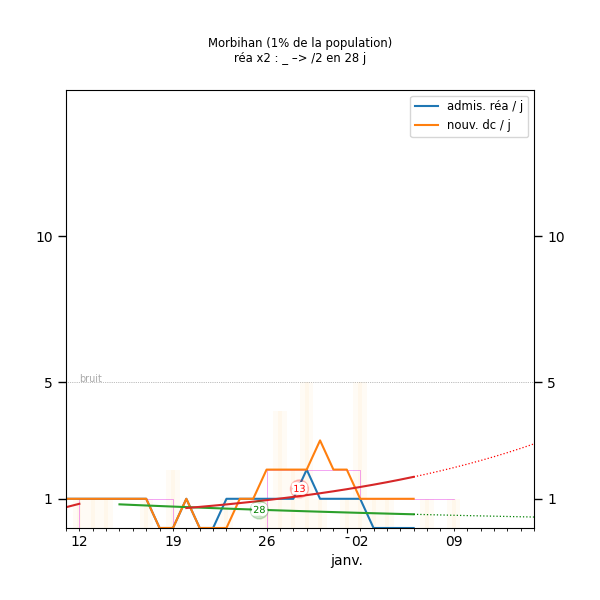 Morbihan (1% de la population)
réa x2 : _ –> /2 en 28 j
admis. réa / j
nouv. dc / j
10
10
bruit
5
5
13
28
1
1
12
19
26
02
09
janv.